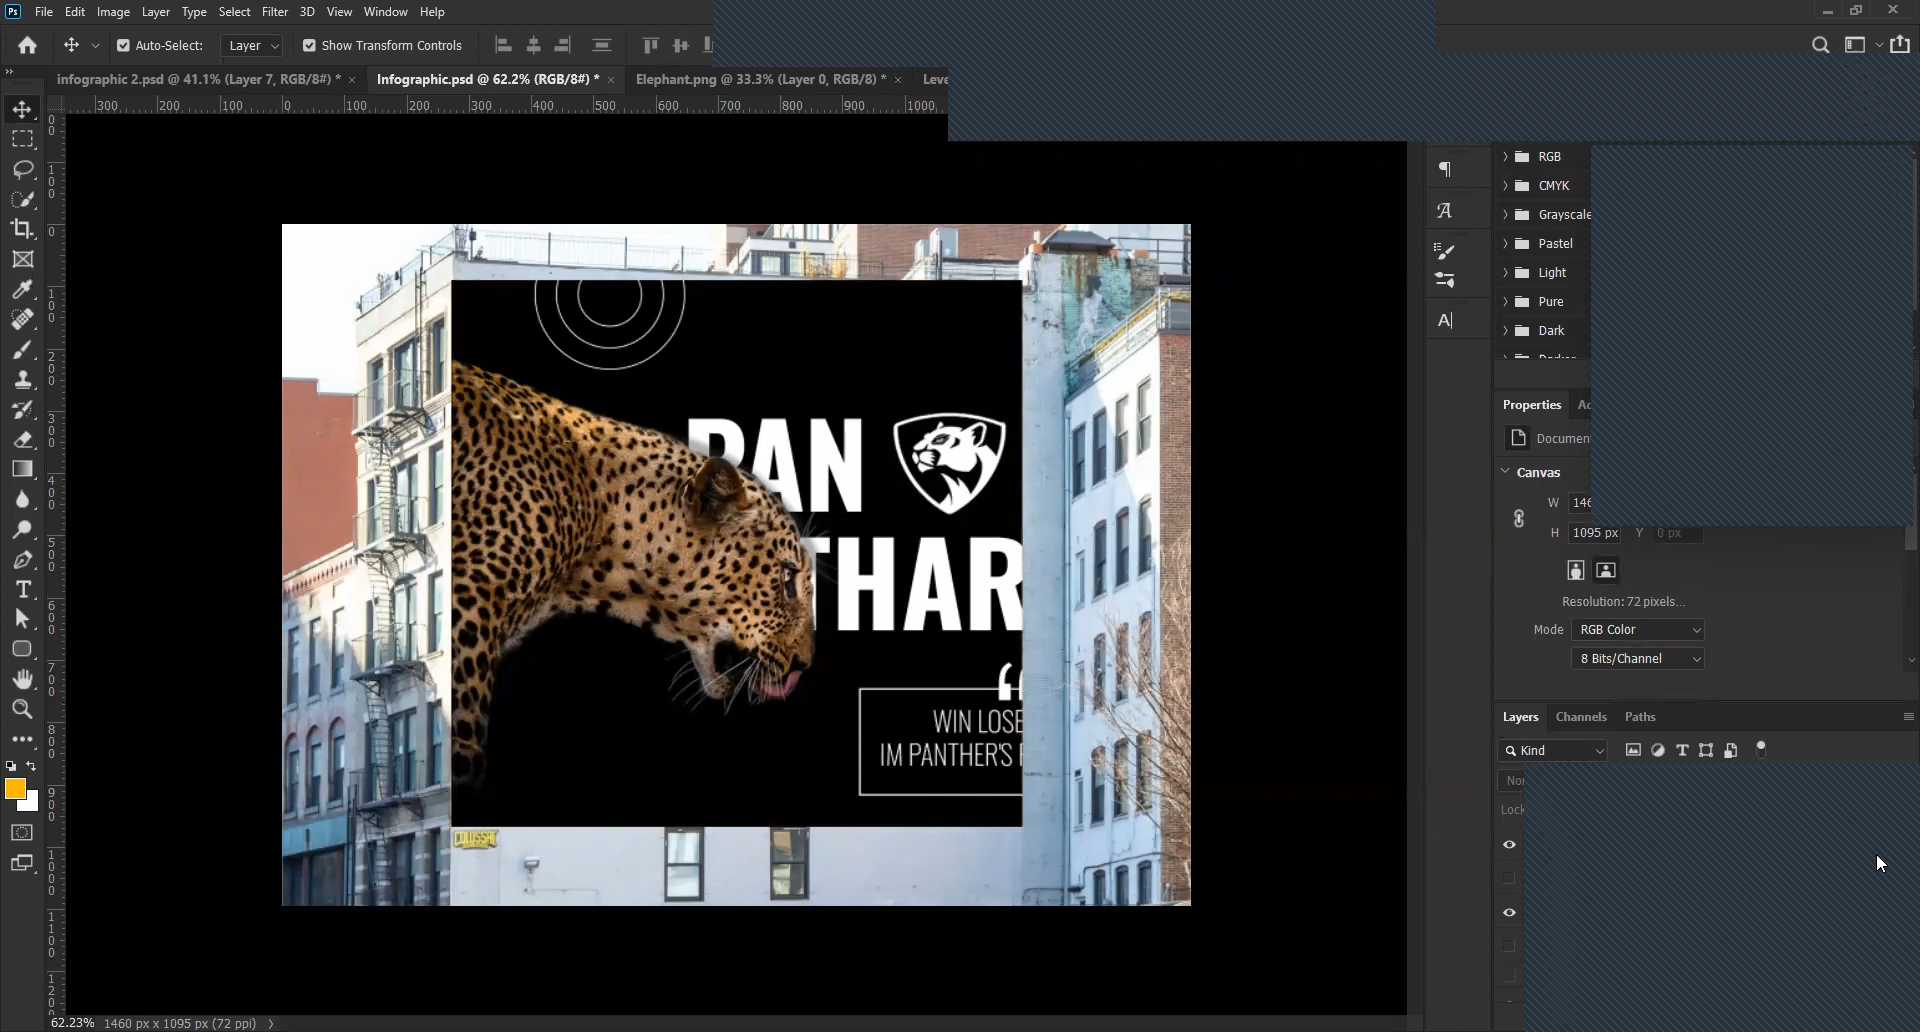 Ps File Edit Image Layer Type Select Filter 3D View Window Help
Auto-Select: Layer Show Transform Controls
infographic 2.psd @ 41.1% (Layer 7, RGB/8#) * × Infographic.psd @ 62.2% (RGB/8#) * × Elephant.png @ 33.3% (Layer 0, RGB/8) * × Leve
300 200 100 0 100 200 300 400 500 600 700 800 900 1000
RGB
CMYK
Grayscale
Pastel
Light
Pure
Dark
Properties
Documen
Canvas
W 146
H 1095 px Y 0 px
Resolution: 72 pixels...
Mode RGB Color
8 Bits/Channel
Layers Channels Paths
Kind
Lock
PAN
THAR
WIN LOSE
IM PANTHER'S
COLOSSAL
62.23% 1460 px x 1095 px (72 ppi)